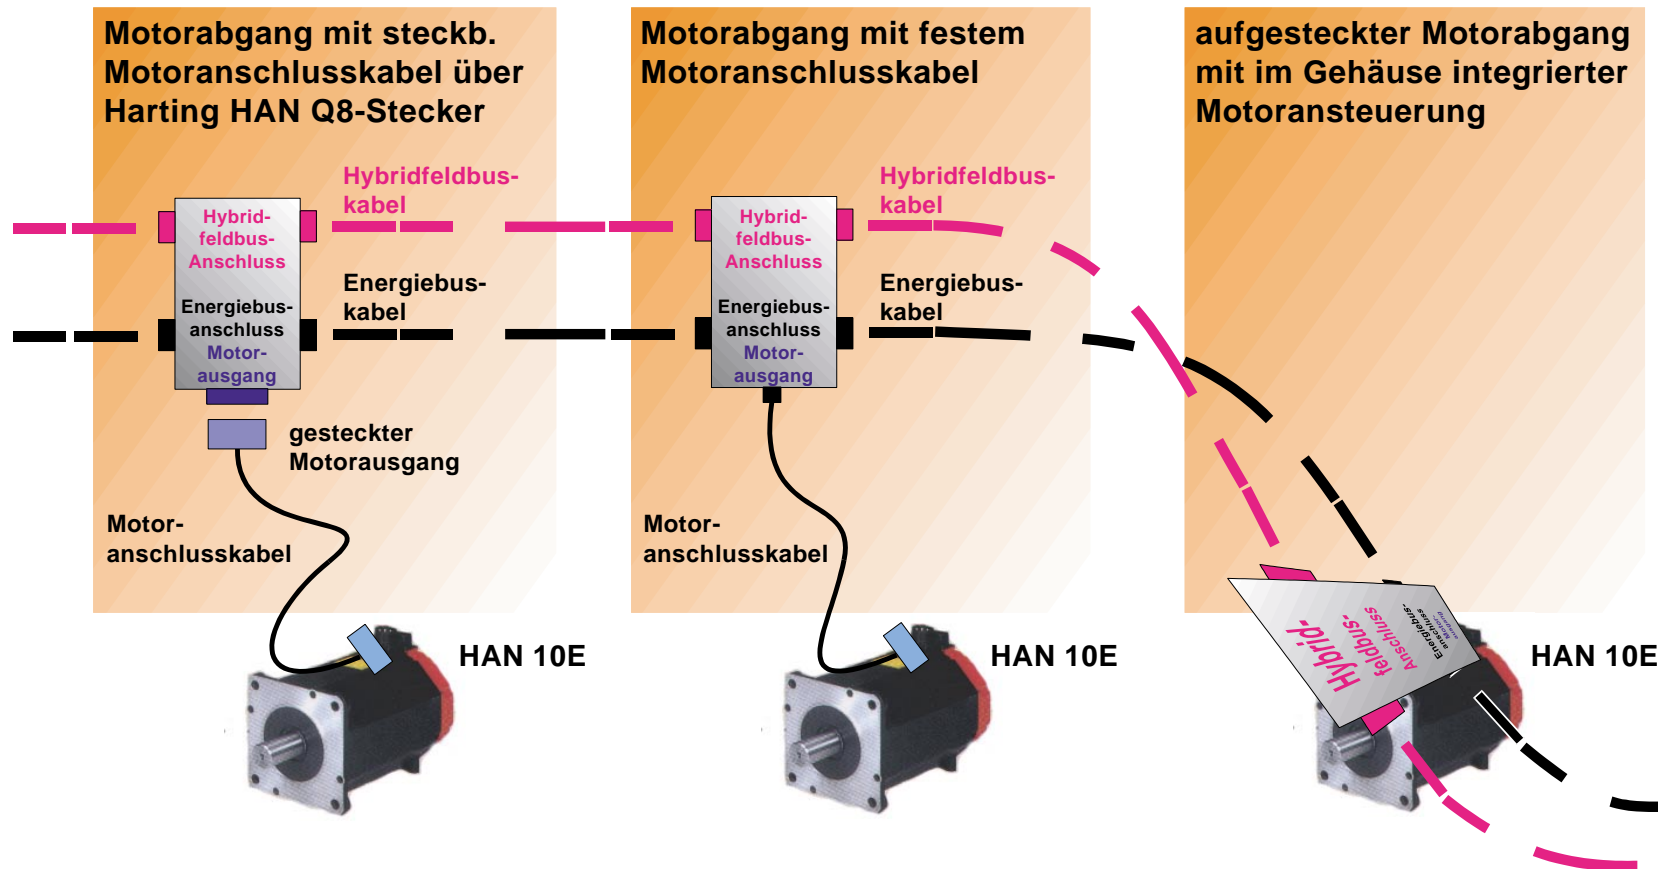 Motorabgang mit steckb.
Motoranschlusskabel über
Harting HAN Q8-Stecker
Hybridfeldbus-
kabel
Hybrid-
feldbus-
Anschluss
Energiebus-
anschluss
Motor-
ausgang
Energiebus-
kabel
gesteckter
Motorausgang
Motor-
anschlusskabel
HAN 10E
Motorabgang mit festem
Motoranschlusskabel
Hybridfeldbus-
kabel
Hybrid-
feldbus-
Anschluss
Energiebus-
anschluss
Motor-
ausgang
Energiebus-
kabel
Motor-
anschlusskabel
HAN 10E
aufgesteckter Motorabgang
mit im Gehäuse integrierter
Motoransteuerung
Hybrid-
feldbus-
Anschluss
Energiebus-
anschluss
Motor-
ausgang
HAN 10E